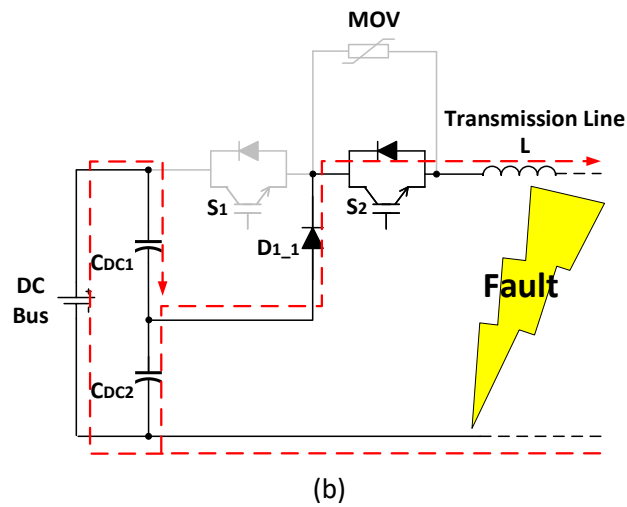 MOV
Transmission Line
L
S1
S2
D1_1
CDC1
DC
Bus
+
Fault
CDC2
(b)